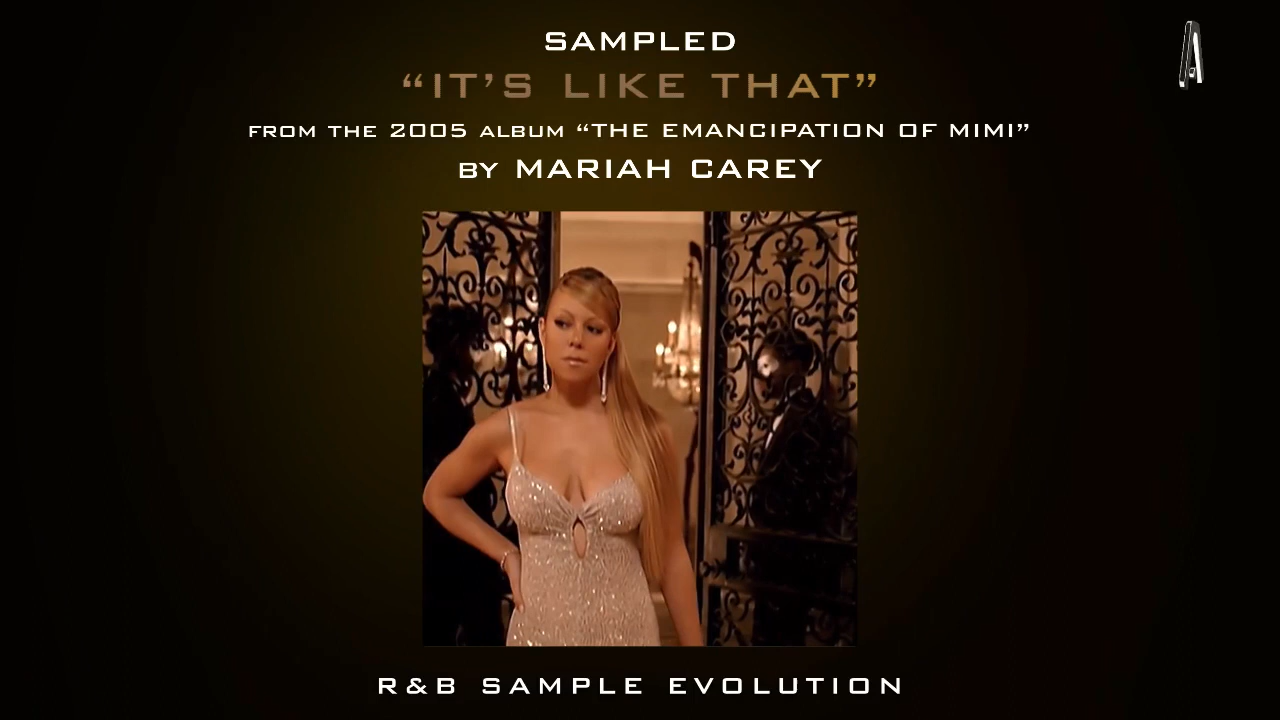 SAMPLED
“IT’S LIKE THAT”
FROM THE 2005 ALBUM “THE EMANCIPATION OF MIMI”
BY MARIAH CAREY
R&B SAMPLE EVOLUTION